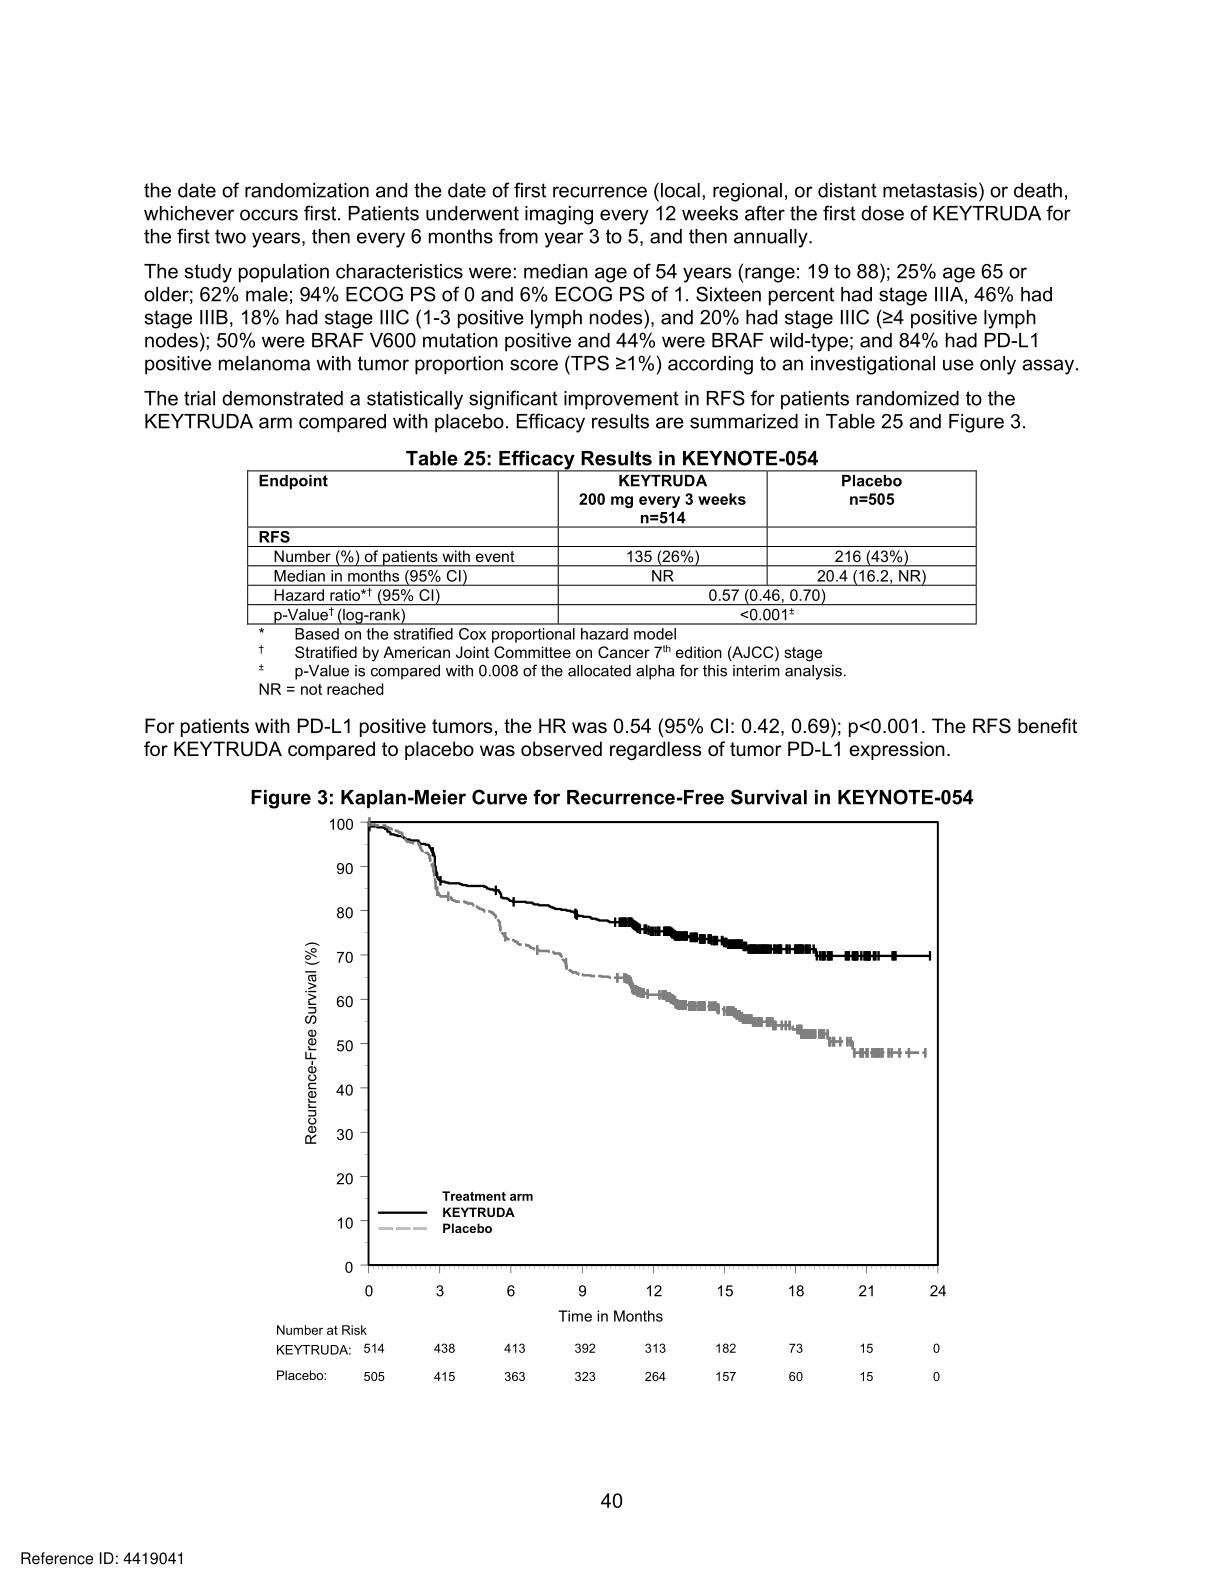 the date of randomization and the date of first recurrence (local, regional, or distant metastasis) or death,
whichever occurs first. Patients underwent imaging every 12 weeks after the first dose of KEYTRUDA for
the first two years, then every 6 months from year 3 to 5, and then annually.
The study population characteristics were: median age of 54 years (range: 19 to 88); 25% age 65 or
older; 62% male; 94% ECOG PS of 0 and 6% ECOG PS of 1. Sixteen percent had stage IIIA, 46% had
stage IIIB, 18% had stage IIIC (1-3 positive lymph nodes), and 20% had stage IIIC (≥4 positive lymph
nodes); 50% were BRAF V600 mutation positive and 44% were BRAF wild-type; and 84% had PD-L1
positive melanoma with tumor proportion score (TPS ≥1%) according to an investigational use only assay.
The trial demonstrated a statistically significant improvement in RFS for patients randomized to the
KEYTRUDA arm compared with placebo. Efficacy results are summarized in Table 25 and Figure 3.
Table 25: Efficacy Results in KEYNOTE-054
Endpoint KEYTRUDA Placebo
200 mg every 3 weeks n=505
n=514
RFS
Number (%) of patients with event 135 (26%) 216 (43%)
Median in months (95% CI) NR 20.4 (16.2, NR)
Hazard ratio*† (95% CI) 0.57 (0.46, 0.70)
p-Value† (log-rank) <0.001±
* Based on the stratified Cox proportional hazard model
† Stratified by American Joint Committee on Cancer 7th edition (AJCC) stage
± p-Value is compared with 0.008 of the allocated alpha for this interim analysis.
NR = not reached
For patients with PD-L1 positive tumors, the HR was 0.54 (95% CI: 0.42, 0.69); p<0.001. The RFS benefit
for KEYTRUDA compared to placebo was observed regardless of tumor PD-L1 expression.
Figure 3: Kaplan-Meier Curve for Recurrence-Free Survival in KEYNOTE-054
100
90
80
70
60
50
40
30
20
10
0
Recurrence-Free Survival (%)
Treatment arm
KEYTRUDA
Placebo
0 3 6 9 12 15 18 21 24
Time in Months
Number at Risk
KEYTRUDA: 514 438 413 392 313 182 73 15 0
Placebo: 505 415 363 323 264 157 60 15 0
40
Reference ID: 4419041